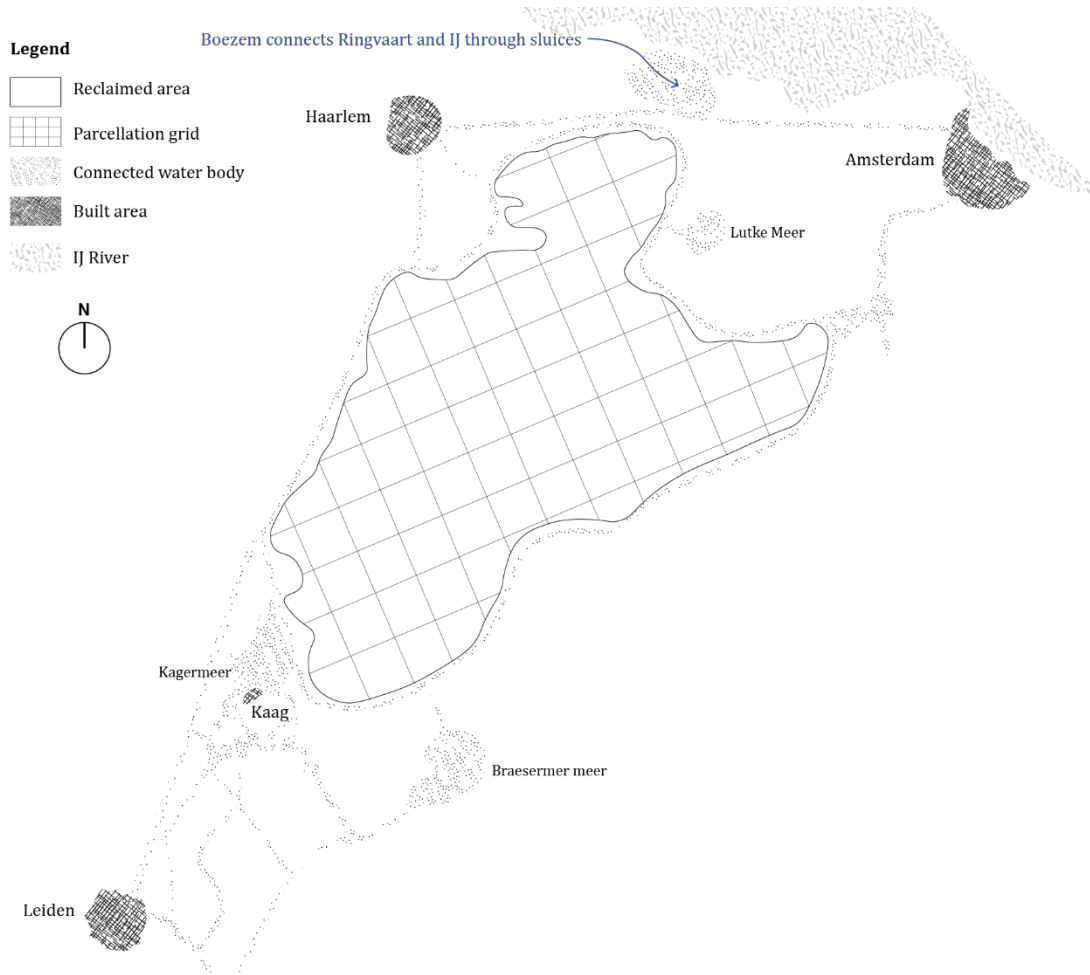 Legend
Reclaimed area
Parcellation grid
Connected water body
Built area
IJ River
N
Boezem connects Ringvaart and IJ through sluices
Haarlem
Amsterdam
Lutke Meer
Kagermeer
Kaag
Braesermer meer
Leiden